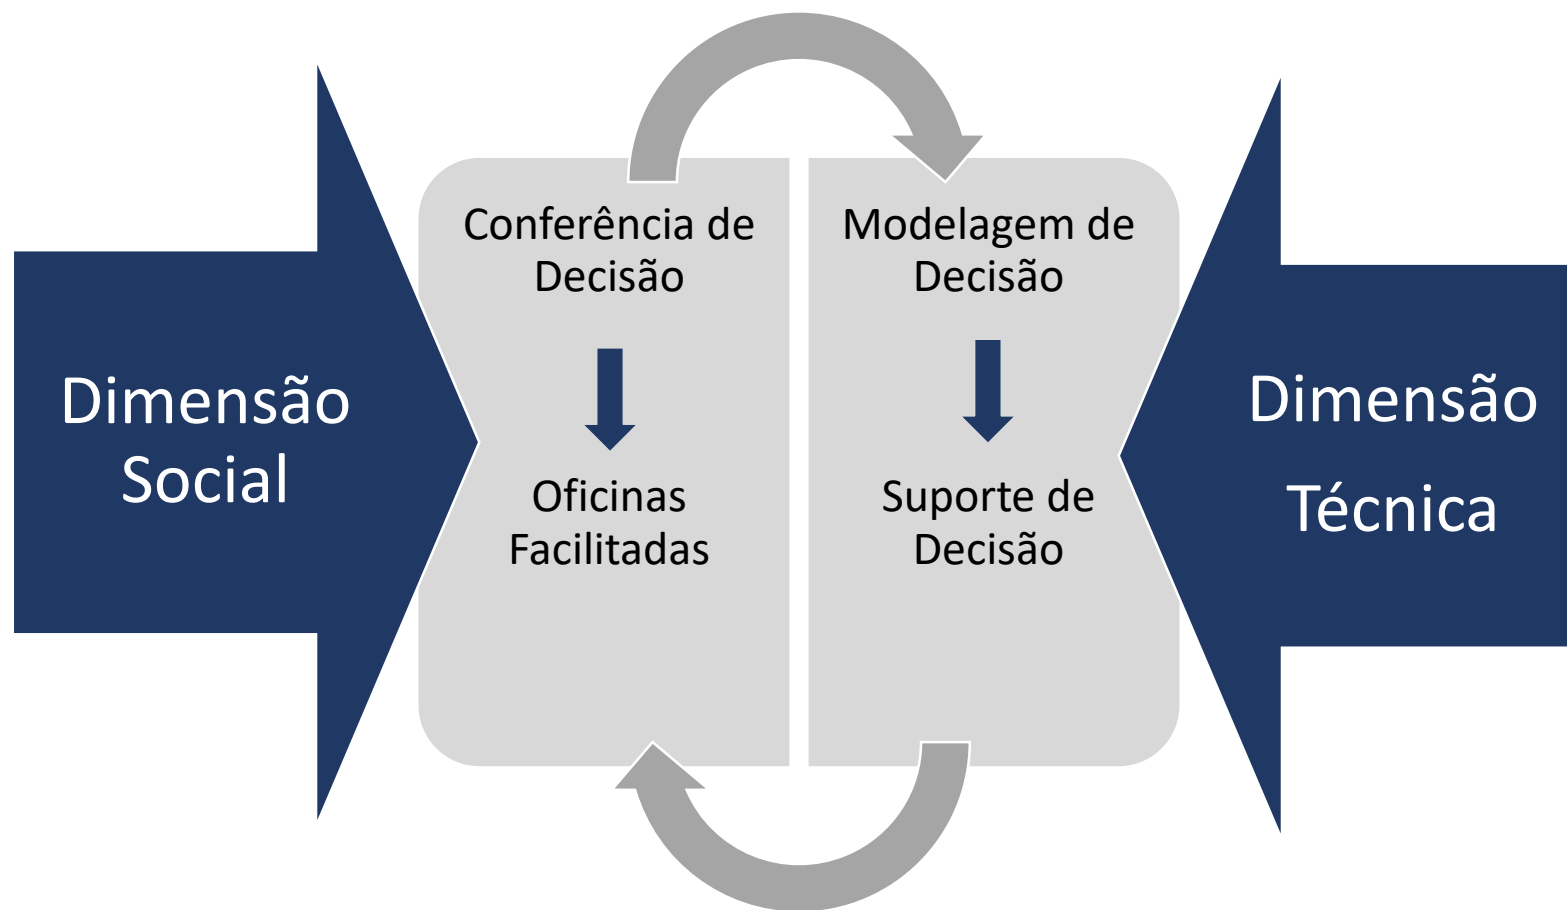 Conferência de
Decisão
Modelagem de
Decisão
Dimensão
Social
Dimensão
Técnica
Oficinas
Facilitadas
Suporte de
Decisão